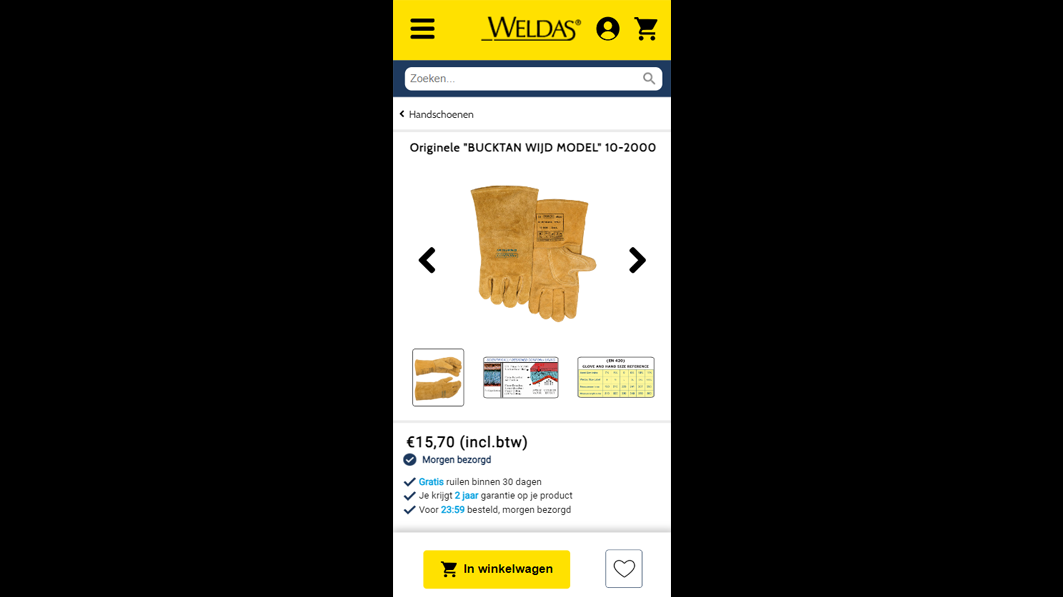 WELDAS®
Zoeken...
Handschoenen
Originele "BUCKTAN WIJD MODEL" 10-2000
(EN 420)
GLOVE AND HAND SIZE REFERENCE
€15,70 (incl.btw)
Morgen bezorgd
Gratis ruilen binnen 30 dagen
Je krijgt 2 jaar garantie op je product
Voor 23:59 besteld, morgen bezorgd
In winkelwagen